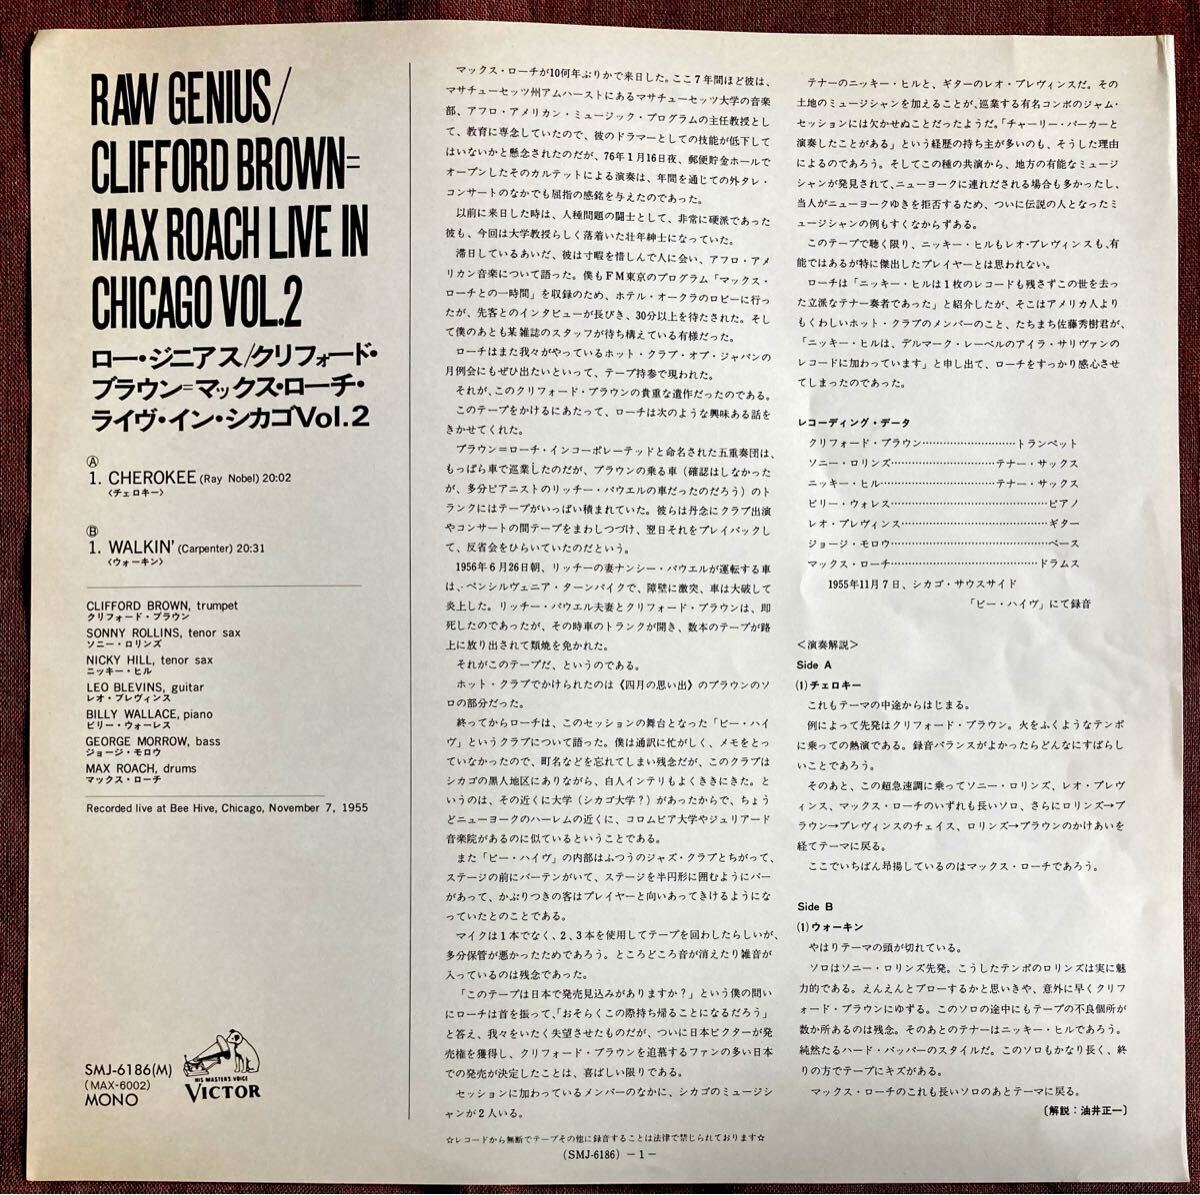 RAW GENIUS/
CLIFFORD BROWN=
MAX ROACH LIVE IN
CHICAGO VOL.2
ロー・ジニアス/クリフォード・
ブラウン=マックス・ローチ・
ライヴ・イン・シカゴVol.2
Ⓐ
1. CHEROKEE (Ray Nobel) 20:02
〈チェロキー〉
Ⓑ
1. WALKIN' (Carpenter) 20:31
〈ウォーキン〉
CLIFFORD BROWN, trumpet
クリフォード・ブラウン
SONNY ROLLINS, tenor sax
ソニー・ロリンズ
NICKY HILL, tenor sax
ニッキー・ヒル
LEO BLEVINS, guitar
レオ・ブレヴィンス
BILLY WALLACE, piano
ビリー・ウォーレス
GEORGE MORROW, bass
ジョージ・モロウ
MAX ROACH, drums
マックス・ローチ
Recorded live at Bee Hive, Chicago, November 7, 1955
SMJ-6186(M)
(MAX-6002)
MONO
HIS MASTER'S VOICE
VICTOR
マックス・ローチが10何年ぶりかで来日した。ここ7年間ほど彼は、
マサチューセッツ州アムハーストにあるマサチューセッツ大学の音楽
部、アフロ・アメリカン・ミュージック・プログラムの主任教授とし
て、教育に専念していたので、彼のドラマーとしての技能が低下して
はいないかと懸念されたのだが、76年1月16日夜、郵便貯金ホールで
オープンしたそのカルテットによる演奏は、年間を通じての外タレ・
コンサートのなかでも屈指の感銘を与えたのであった。
以前に来日した時は、人種問題の闘士として、非常に硬派であった
彼も、今回は大学教授らしく落着いた壮年紳士になっていた。
滞日しているあいだ、彼は寸暇を惜しんで人に会い、アフロ・アメ
リカン音楽について語った。僕もFM東京のプログラム「マックス・
ローチとの一時間」を収録のため、ホテル・オークラのロビーに行っ
たが、先客とのインタビューが長びき、30分以上を待たされた。そし
て僕のあとも某雑誌のスタッフが待ち構えている有様だった。
ローチはまた我々がやっているホット・クラブ・オブ・ジャパンの
月例会にもぜひ出たいといって、テープ持参で現われた。
それが、このクリフォード・ブラウンの貴重な遺作だったのである。
このテープをかけるにあたって、ローチは次のような興味ある話を
きかせてくれた。
ブラウン=ローチ・インコーポレーテッドと命名された五重奏団は、
もっぱら車で巡業したのだが、ブラウンの乗る車(確認はしなかった
が、多分ピアニストのリッチー・パウエルの車だったのだろう)のト
ランクにはテープがいっぱい積まれていた。彼らは丹念にクラブ出演
やコンサートの間テープをまわしつづけ、翌日それをプレイバックし
て、反省会をひらいていたのだという。
1956年6月26日朝、リッチーの妻ナンシー・パウエルが運転する車
は、ペンシルヴェニア・ターンパイクで、障壁に激突、車は大破して
炎上した。リッチー・パウエル夫妻とクリフォード・ブラウンは、即
死したのであったが、その時車のトランクが開き、数本のテープが路
上に放り出されて類焼を免かれた。
それがこのテープだ、というのである。
ホット・クラブでかけられたのは《四月の思い出》のブラウンのソ
ロの部分だった。
終ってからローチは、このセッションの舞台となった「ビー・ハイ
ヴ」というクラブについて語った。僕は通訳に忙がしく、メモをとっ
ていなかったので、町名などを忘れてしまい残念だが、このクラブは
シカゴの黒人地区にありながら、白人インテリもよくききにきた。と
いうのは、その近くに大学(シカゴ大学?)があったからで、ちょう
どニューヨークのハーレムの近くに、コロムビア大学やジュリアード
音楽院があるのに似ているということである。
また「ビー・ハイヴ」の内部はふつうのジャズ・クラブとちがって、
ステージの前にバーテンがいて、ステージを半円形に囲むようにバー
があって、かぶりつきの客はプレイヤーと向いあってきけるようにな
っていたとのことである。
マイクは1本でなく、2、3本を使用してテープを回わしたらしいが、
多分保管が悪かったためであろう。ところどころ音が消えたり雑音が
入っているのは残念であった。
「このテープは日本で発売見込みがありますか?」という僕の問い
にローチは首を振って、「おそらくこの際持ち帰ることになるだろう」
と答え、我々をいたく失望させたものだが、ついに日本ビクターが発
売権を獲得し、クリフォード・ブラウンを追慕するファンの多い日本
での発売が決定したことは、喜ばしい限りである。
セッションに加わっているメンバーのなかに、シカゴのミュージシ
ャンが2人いる。
テナーのニッキー・ヒルと、ギターのレオ・ブレヴィンスだ。その
土地のミュージシャンを加えることが、巡業する有名コンボのジャム・
セッションには欠かせぬことだったようだ。「チャーリー・パーカーと
演奏したことがある」という経歴の持ち主が多いのも、そうした理由
によるのであろう。そしてこの種の共演から、地方の有能なミュージ
シャンが発見されて、ニューヨークに連れだされる場合も多かったし、
当人がニューヨークゆきを拒否するため、ついに伝説の人となったミ
ュージシャンの例もすくなからずある。
このテープで聴く限り、ニッキー・ヒルもレオ・ブレヴィンスも、有
能ではあるが特に傑出したプレイヤーとは思われない。
ローチは「ニッキー・ヒルは1枚のレコードも残さずこの世を去っ
た立派なテナー奏者であった」と紹介したが、そこはアメリカ人より
もくわしいホット・クラブのメンバーのこと、たちまち佐藤秀樹君が、
「ニッキー・ヒルは、デルマーク・レーベルのアイラ・サリヴァンの
レコードに加わっています」と申し出て、ローチをすっかり感心させ
てしまったのであった。
レコーディング・データ
クリフォード・ブラウン…………………………トランペット
ソニー・ロリンズ……………………………テナー・サックス
ニッキー・ヒル………………………………テナー・サックス
ビリー・ウォレス……………………………………………ピアノ
レオ・ブレヴィンス…………………………………………ギター
ジョージ・モロウ……………………………………………ベース
マックス・ローチ…………………………………………ドラムス
1955年11月7日、シカゴ・サウスサイド
「ビー・ハイヴ」にて録音
〈演奏解説〉
Side A
(1)チェロキー
これもテーマの中途からはじまる。
例によって先発はクリフォード・ブラウン。火をふくようなテンポ
に乗っての熱演である。録音バランスがよかったらどんなにすばらし
いことであろう。
そのあと、この超急速調に乗ってソニー・ロリンズ、レオ・ブレヴ
ィンス、マックス・ローチのいずれも長いソロ、さらにロリンズ→ブ
ラウン→ブレヴィンスのチェイス、ロリンズ→ブラウンのかけあいを
経てテーマに戻る。
ここでいちばん昂揚しているのはマックス・ローチであろう。
Side B
(1)ウォーキン
やはりテーマの頭が切れている。
ソロはソニー・ロリンズ先発。こうしたテンポのロリンズは実に魅
力的である。えんえんとブローするかと思いきや、意外に早くクリフ
ォード・ブラウンにゆずる。このソロの途中にもテープの不良個所が
数か所あるのは残念。そのあとのテナーはニッキー・ヒルであろう。
純然たるハード・バッパーのスタイルだ。このソロもかなり長く、終
りの方でテープにキズがある。
マックス・ローチのこれも長いソロのあとテーマに戻る。
〔解説:油井正一〕
☆レコードから無断でテープその他に録音することは法律で禁じられております☆
(SMJ-6186) －1－